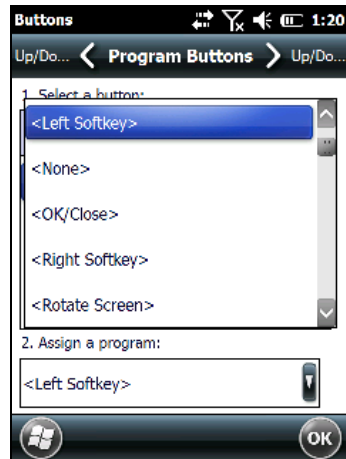 Buttons 1:20
Up/Do... Program Buttons Up/Do...
1. Select a button:
<Left Softkey>
<None>
<OK/Close>
<Right Softkey>
<Rotate Screen>
2. Assign a program:
<Left Softkey>
OK